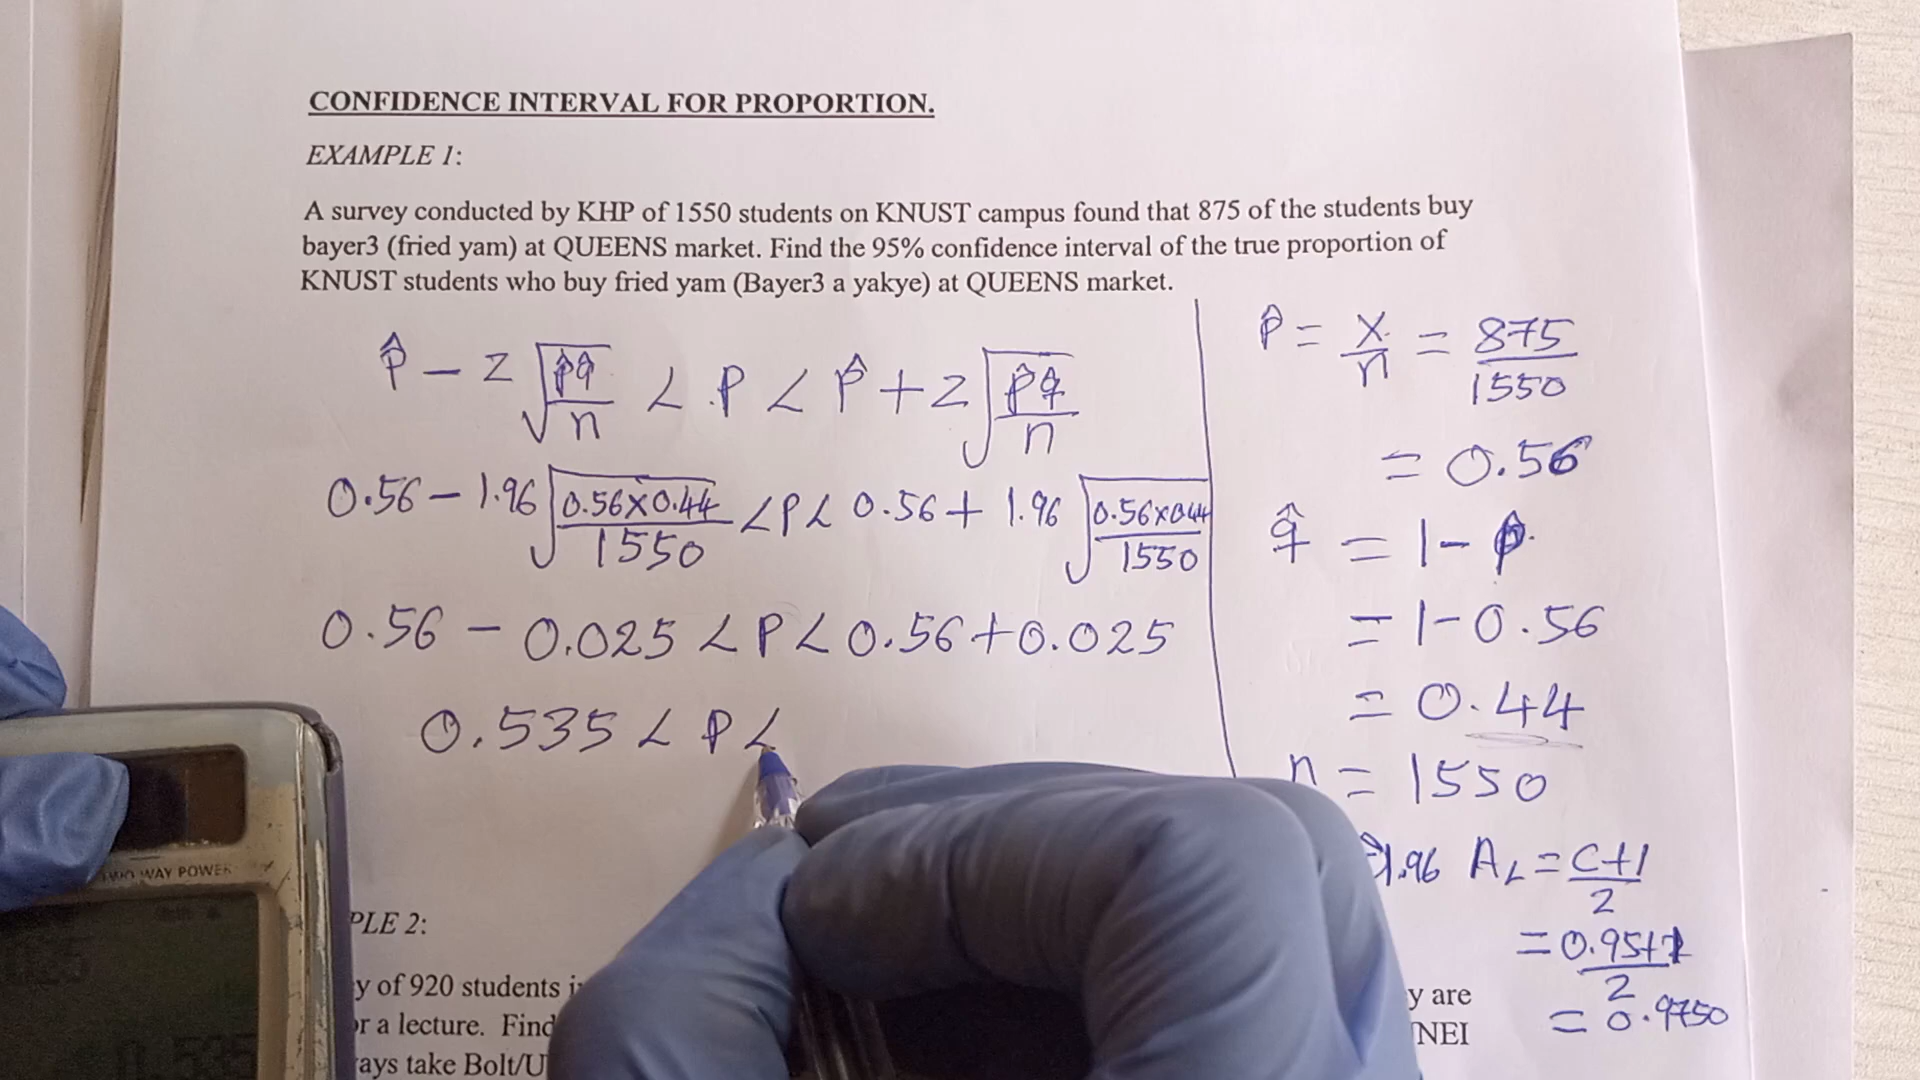 CONFIDENCE INTERVAL FOR PROPORTION.
EXAMPLE 1:
A survey conducted by KHP of 1550 students on KNUST campus found that 875 of the students buy
bayer3 (fried yam) at QUEENS market. Find the 95% confidence interval of the true proportion of
KNUST students who buy fried yam (Bayer3 a yakye) at QUEENS market.
p̂ - z √(p̂q̂/n) < p < p̂ + z √(p̂q̂/n)
0.56 - 1.96 √(0.56×0.44/1550) < p < 0.56 + 1.96 √(0.56×0.44/1550)
0.56 - 0.025 < p < 0.56 + 0.025
0.535 < p <
p̂ = x/n = 875/1550
= 0.56
q̂ = 1 - p̂
= 1 - 0.56
= 0.44
n = 1550
1.96 A_L = C+1/2
= 0.95+1/2
= 0.9750
TWO WAY POWER
PLE 2:
y of 920 students i
y are
or a lecture. Find
NEI
ays take Bolt/U
0.535